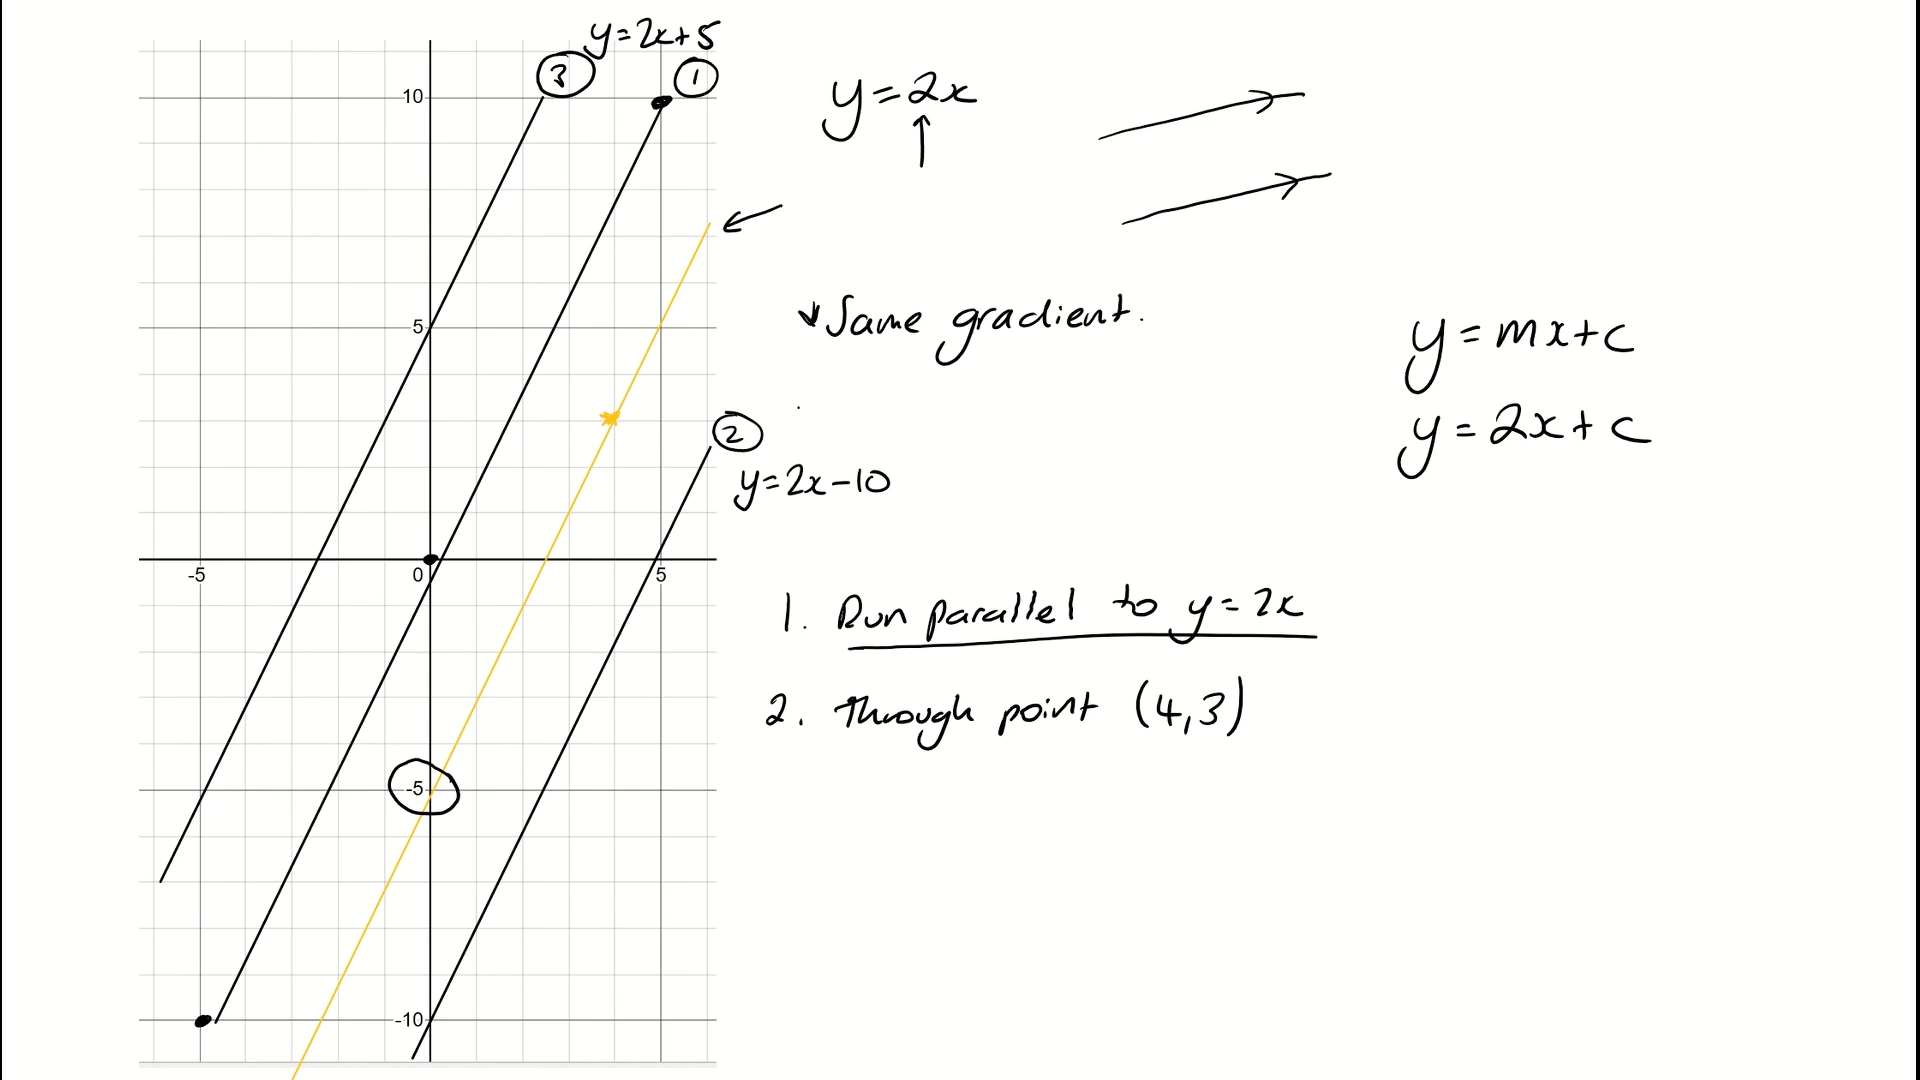 y=2x+5
3
1
10
y=2x
5
Same gradient.
y=mx+c
y=2x+c
2
y=2x-10
-5
0
5
1. Run parallel to y=2x
2. through point (4,3)
-5
-10